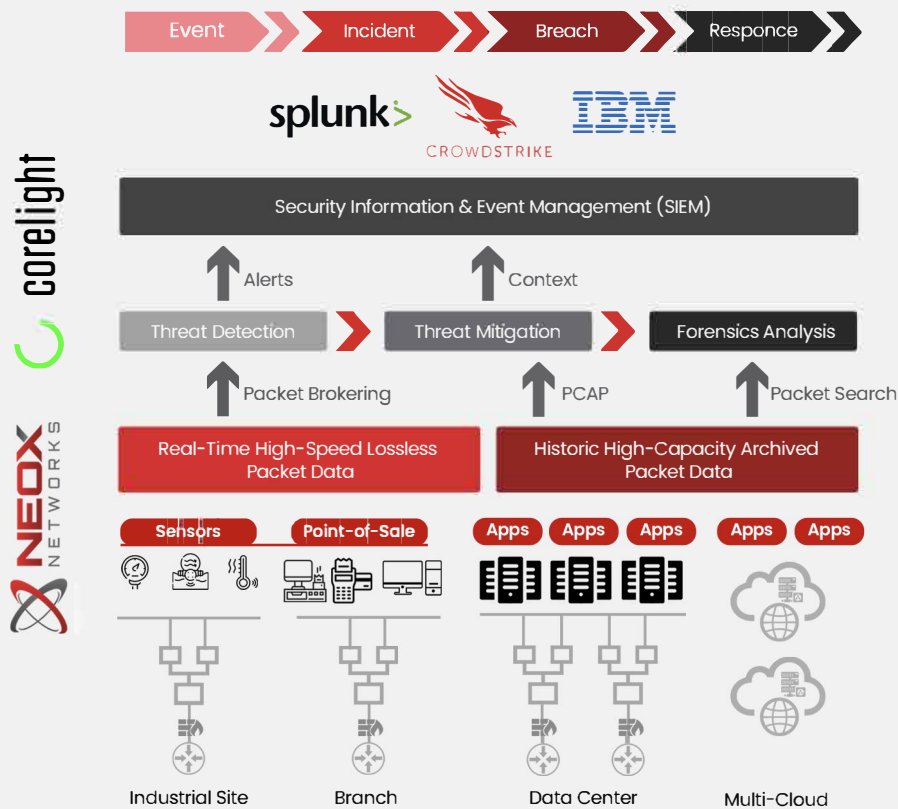 Event
Incident
Breach
Responce
splunk>
CROWDSTRIKE
IBM
corelight
Security Information & Event Management (SIEM)
Alerts
Context
Threat Detection
Threat Mitigation
Forensics Analysis
Packet Brokering
PCAP
Packet Search
NEOX
NETWORKS
Real-Time High-Speed Lossless
Packet Data
Historic High-Capacity Archived
Packet Data
Sensors
Point-of-Sale
Apps
Apps
Apps
Apps
Apps
Industrial Site
Branch
Data Center
Multi-Cloud